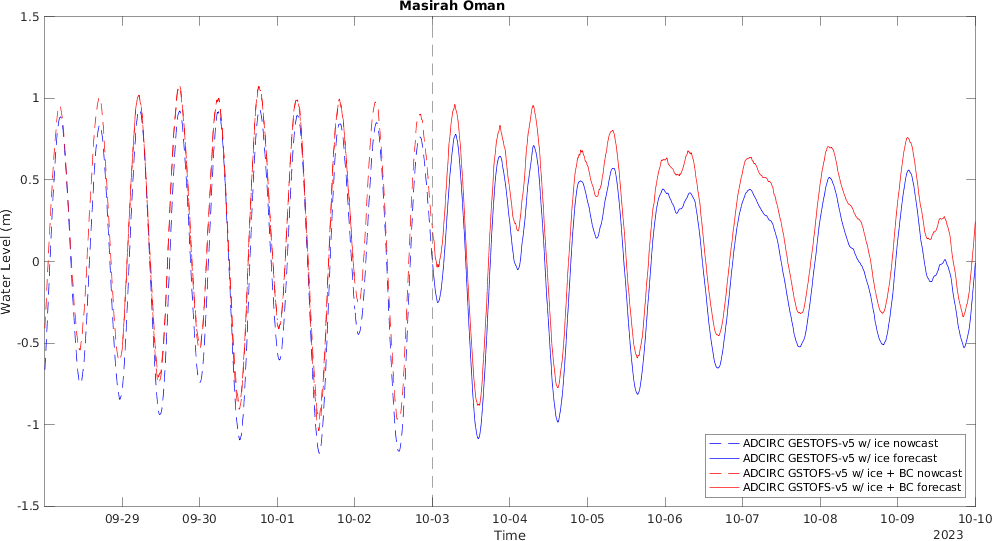 Masirah Oman
1.5
1
0.5
0
-0.5
-1
-1.5
Water Level (m)
ADCIRC GESTOFS-v5 w/ ice nowcast
ADCIRC GESTOFS-v5 w/ ice forecast
ADCIRC GSTOFS-v5 w/ ice + BC nowcast
ADCIRC GSTOFS-v5 w/ ice + BC forecast
09-29 09-30 10-01 10-02 10-03 10-04 10-05 10-06 10-07 10-08 10-09 10-10
Time
2023